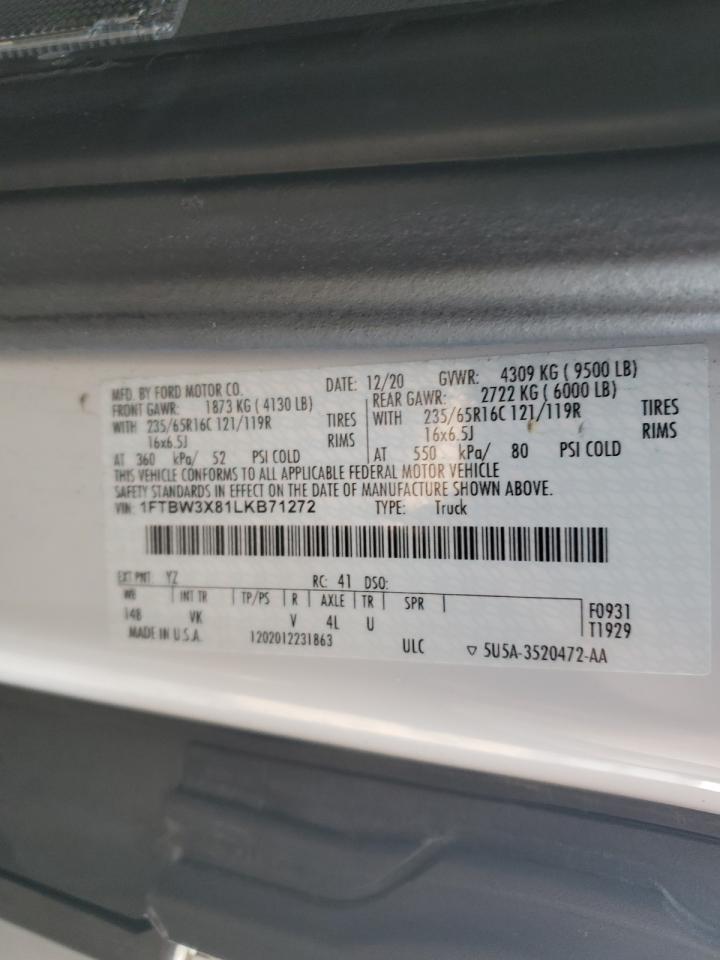 MFD. BY FORD MOTOR CO. DATE: 12/20 GVWR: 4309 KG ( 9500 LB)
FRONT GAWR: 1873 KG ( 4130 LB) REAR GAWR: 2722 KG ( 6000 LB)
WITH 235/65R16C 121/119R TIRES WITH 235/65R16C 121/119R TIRES
16x6.5J RIMS 16x6.5J RIMS
AT 360 kPa/ 52 PSI COLD AT 550 kPa/ 80 PSI COLD
THIS VEHICLE CONFORMS TO ALL APPLICABLE FEDERAL MOTOR VEHICLE
SAFETY STANDARDS IN EFFECT ON THE DATE OF MANUFACTURE SHOWN ABOVE.
VIN: 1FTBW3X81LKB71272 TYPE: Truck
EXT PNT YZ RC: 41 DSO:
WB INT TR TP/PS R AXLE TR SPR F0931
148 VK V 4L U T1929
MADE IN U.S.A. 1202012231863 ULC ▽ 5U5A-3520472-AA